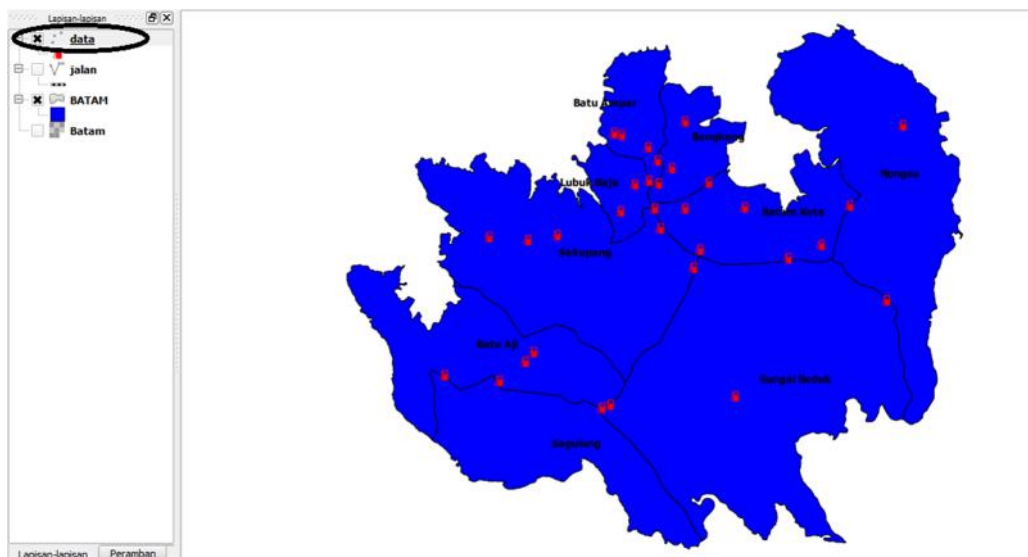 Lapisan-lapisan
data
jalan
BATAM
Batam
Batu Ampar
Bengkong
Nongsa
Lubuk Baja
Batam Kota
Sekupang
Batu Aji
Sungai Beduk
Sagulung
Lapisan-lapisan
Peramban